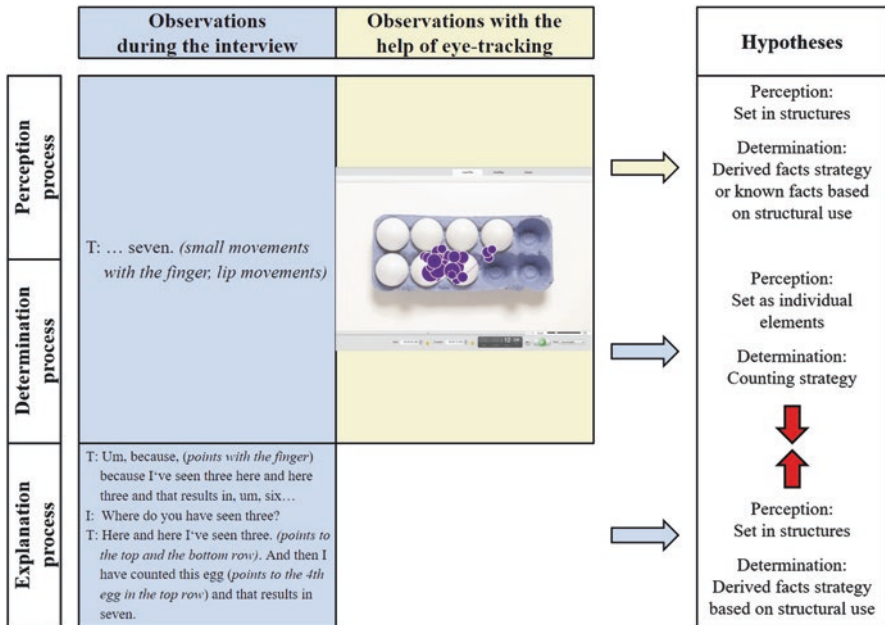 Observations
during the interview
Observations with the
help of eye-tracking
Hypotheses
Perception
process
Determination
process
Explanation
process
T: … seven. (small movements
with the finger, lip movements)
T: Um, because, (points with the finger)
because I've seen three here and here
three and that results in, um, six…
I: Where do you have seen three?
T: Here and here I've seen three. (points to
the top and the bottom row). And then I
have counted this egg (points to the 4th
egg in the top row) and that results in
seven.
Perception:
Set in structures
Determination:
Derived facts strategy
or known facts based
on structural use
Perception:
Set as individual
elements
Determination:
Counting strategy
Perception:
Set in structures
Determination:
Derived facts strategy
based on structural use